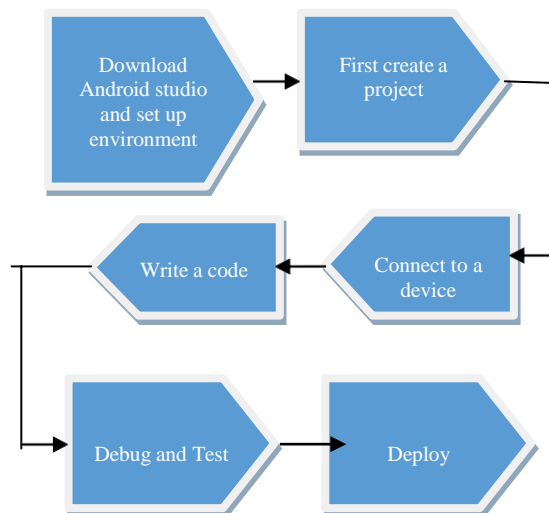 Download
Android studio
and set up
environment
First create a
project
Connect to a
device
Write a code
Debug and Test
Deploy